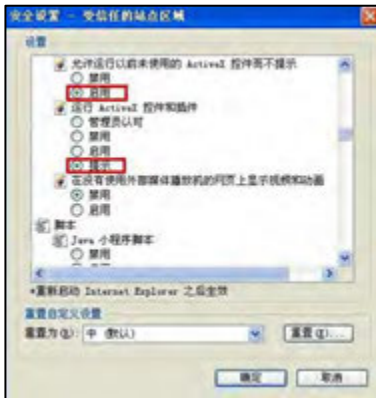 安全设置 - 受信任的站点区域
设置
允许运行以前未使用的 ActiveX 控件而不提示
禁用
启用
运行 ActiveX 控件和插件
管理员认可
禁用
启用
提示
在没有使用外部媒体播放机的网页上显示视频和动画
禁用
启用
脚本
Java 小程序脚本
禁用
*重新启动 Internet Explorer 之后生效
重置自定义设置
重置为(R): 中 (默认)
重置(E)...
确定
取消